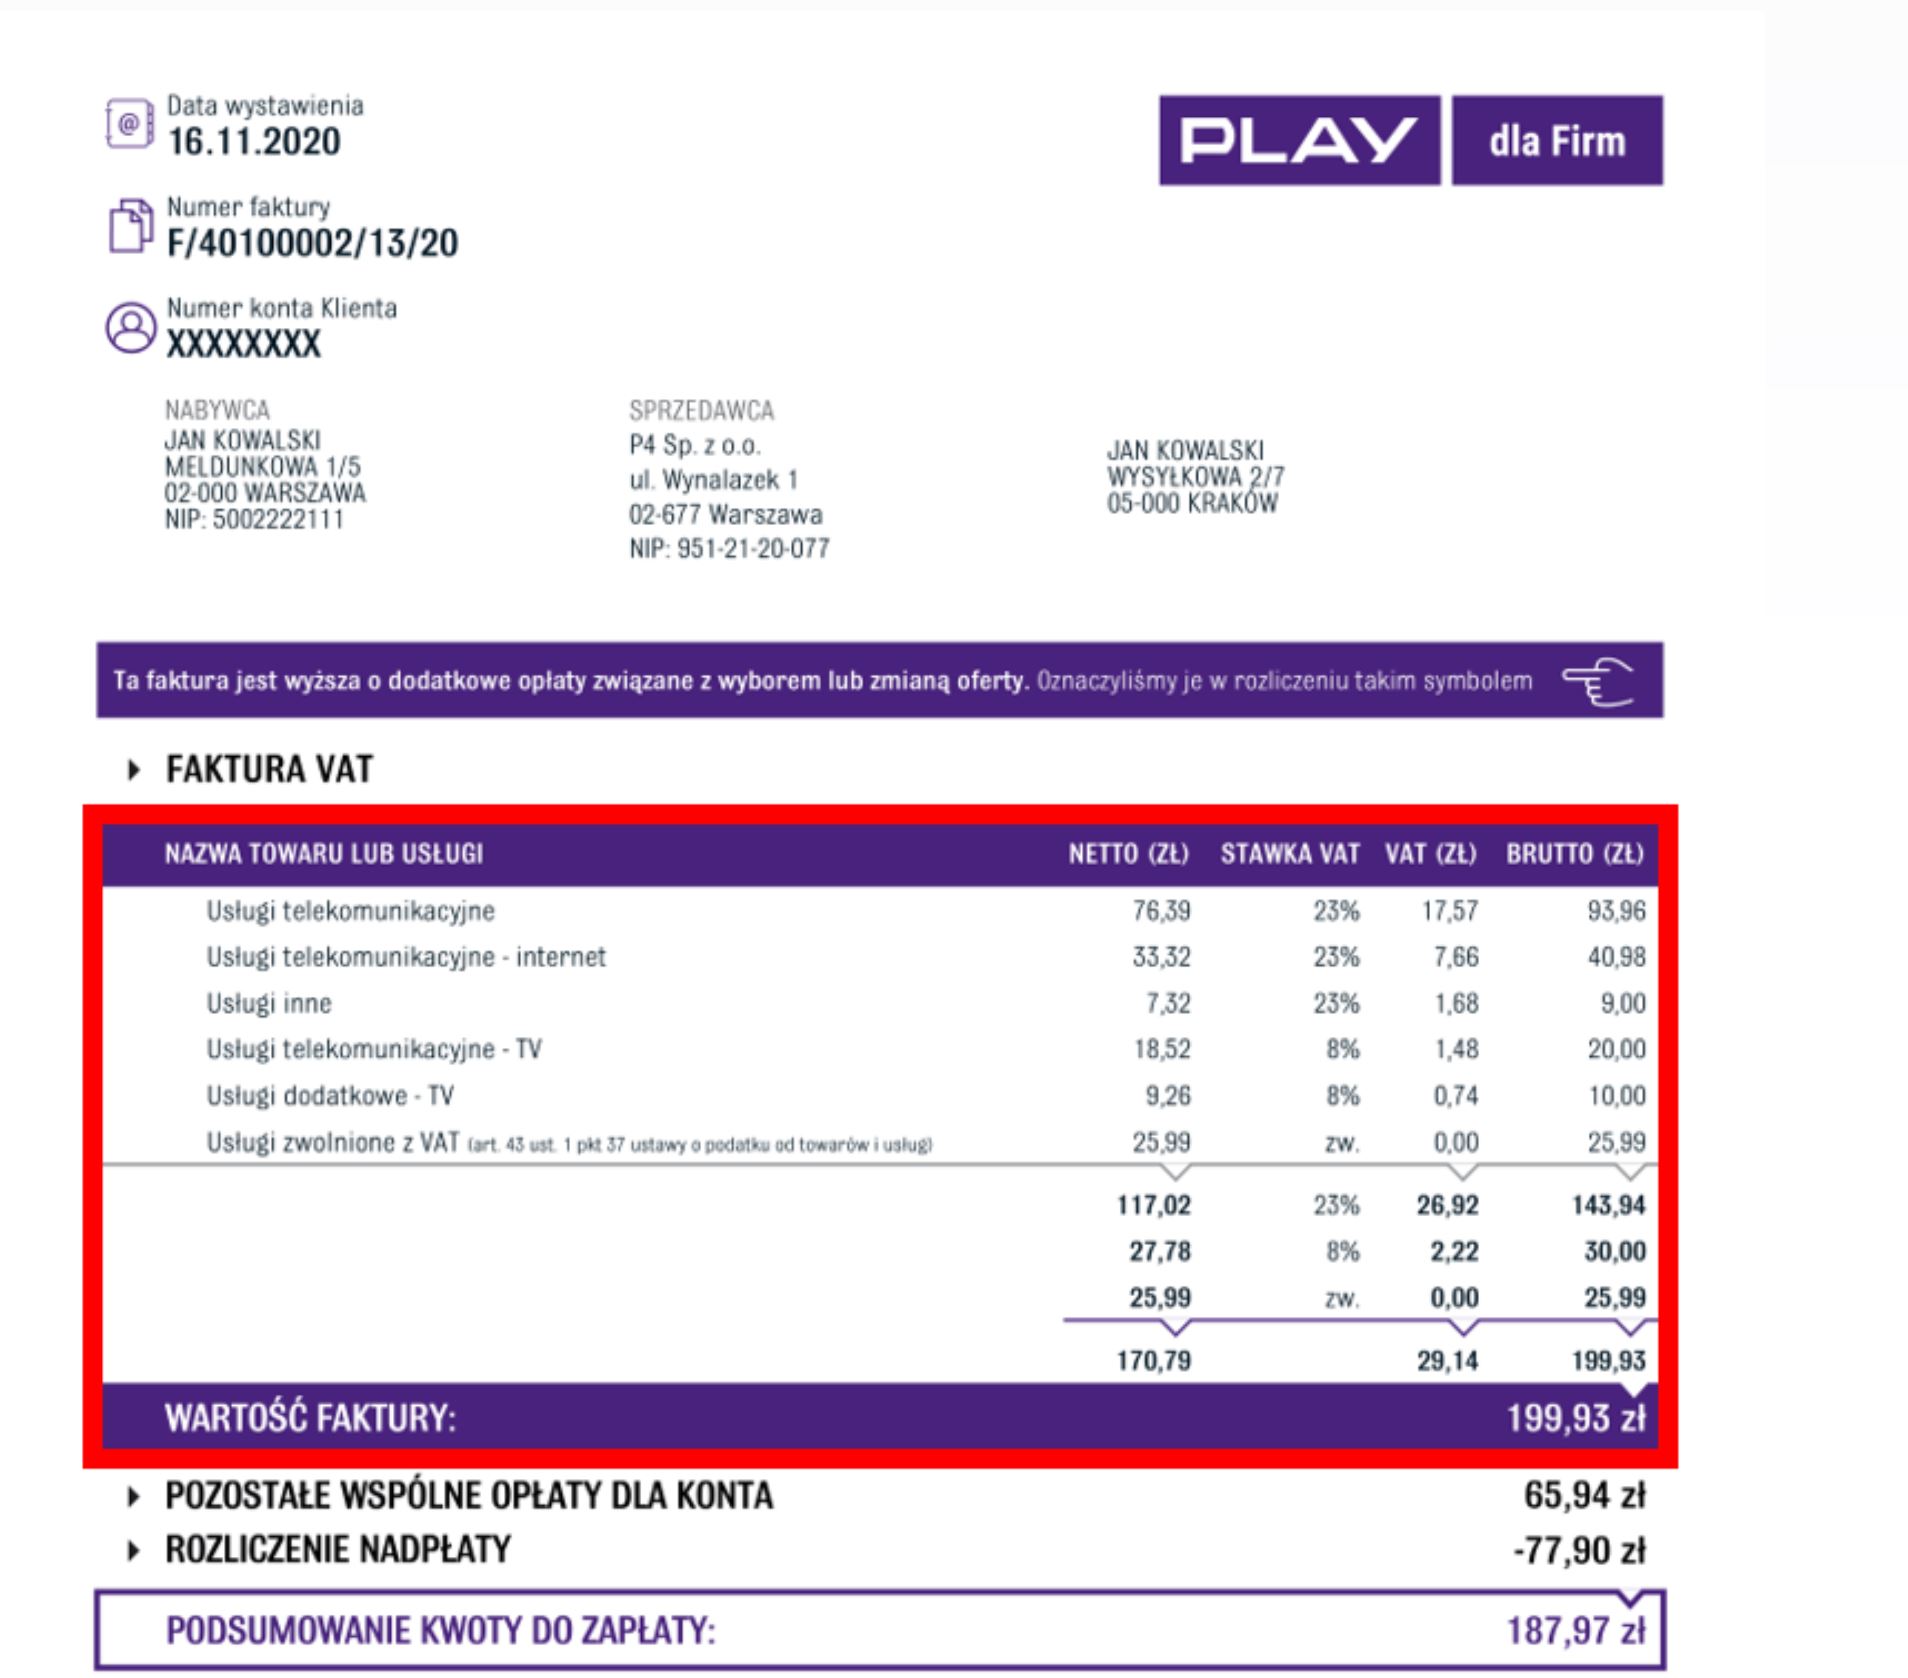 Data wystawienia
16.11.2020
PLAY dla Firm
Numer faktury
F/40100002/13/20
Numer konta Klienta
XXXXXXXX
NABYWCA
JAN KOWALSKI
MELDUNKOWA 1/5
02-000 WARSZAWA
NIP: 5002222111
SPRZEDAWCA
P4 Sp. z o.o.
ul. Wynalazek 1
02-677 Warszawa
NIP: 951-21-20-077
JAN KOWALSKI
WYSYŁKOWA 2/7
05-000 KRAKÓW
Ta faktura jest wyższa o dodatkowe opłaty związane z wyborem lub zmianą oferty. Oznaczyliśmy je w rozliczeniu takim symbolem
FAKTURA VAT
NAZWA TOWARU LUB USŁUGI NETTO (ZŁ) STAWKA VAT VAT (ZŁ) BRUTTO (ZŁ)
Usługi telekomunikacyjne 76,39 23% 17,57 93,96
Usługi telekomunikacyjne - internet 33,32 23% 7,66 40,98
Usługi inne 7,32 23% 1,68 9,00
Usługi telekomunikacyjne - TV 18,52 8% 1,48 20,00
Usługi dodatkowe - TV 9,26 8% 0,74 10,00
Usługi zwolnione z VAT (art. 43 ust. 1 pkt 37 ustawy o podatku od towarów i usług) 25,99 zw. 0,00 25,99
117,02 23% 26,92 143,94
27,78 8% 2,22 30,00
25,99 zw. 0,00 25,99
170,79 29,14 199,93
WARTOŚĆ FAKTURY: 199,93 zł
POZOSTAŁE WSPÓLNE OPŁATY DLA KONTA 65,94 zł
ROZLICZENIE NADPŁATY -77,90 zł
PODSUMOWANIE KWOTY DO ZAPŁATY: 187,97 zł